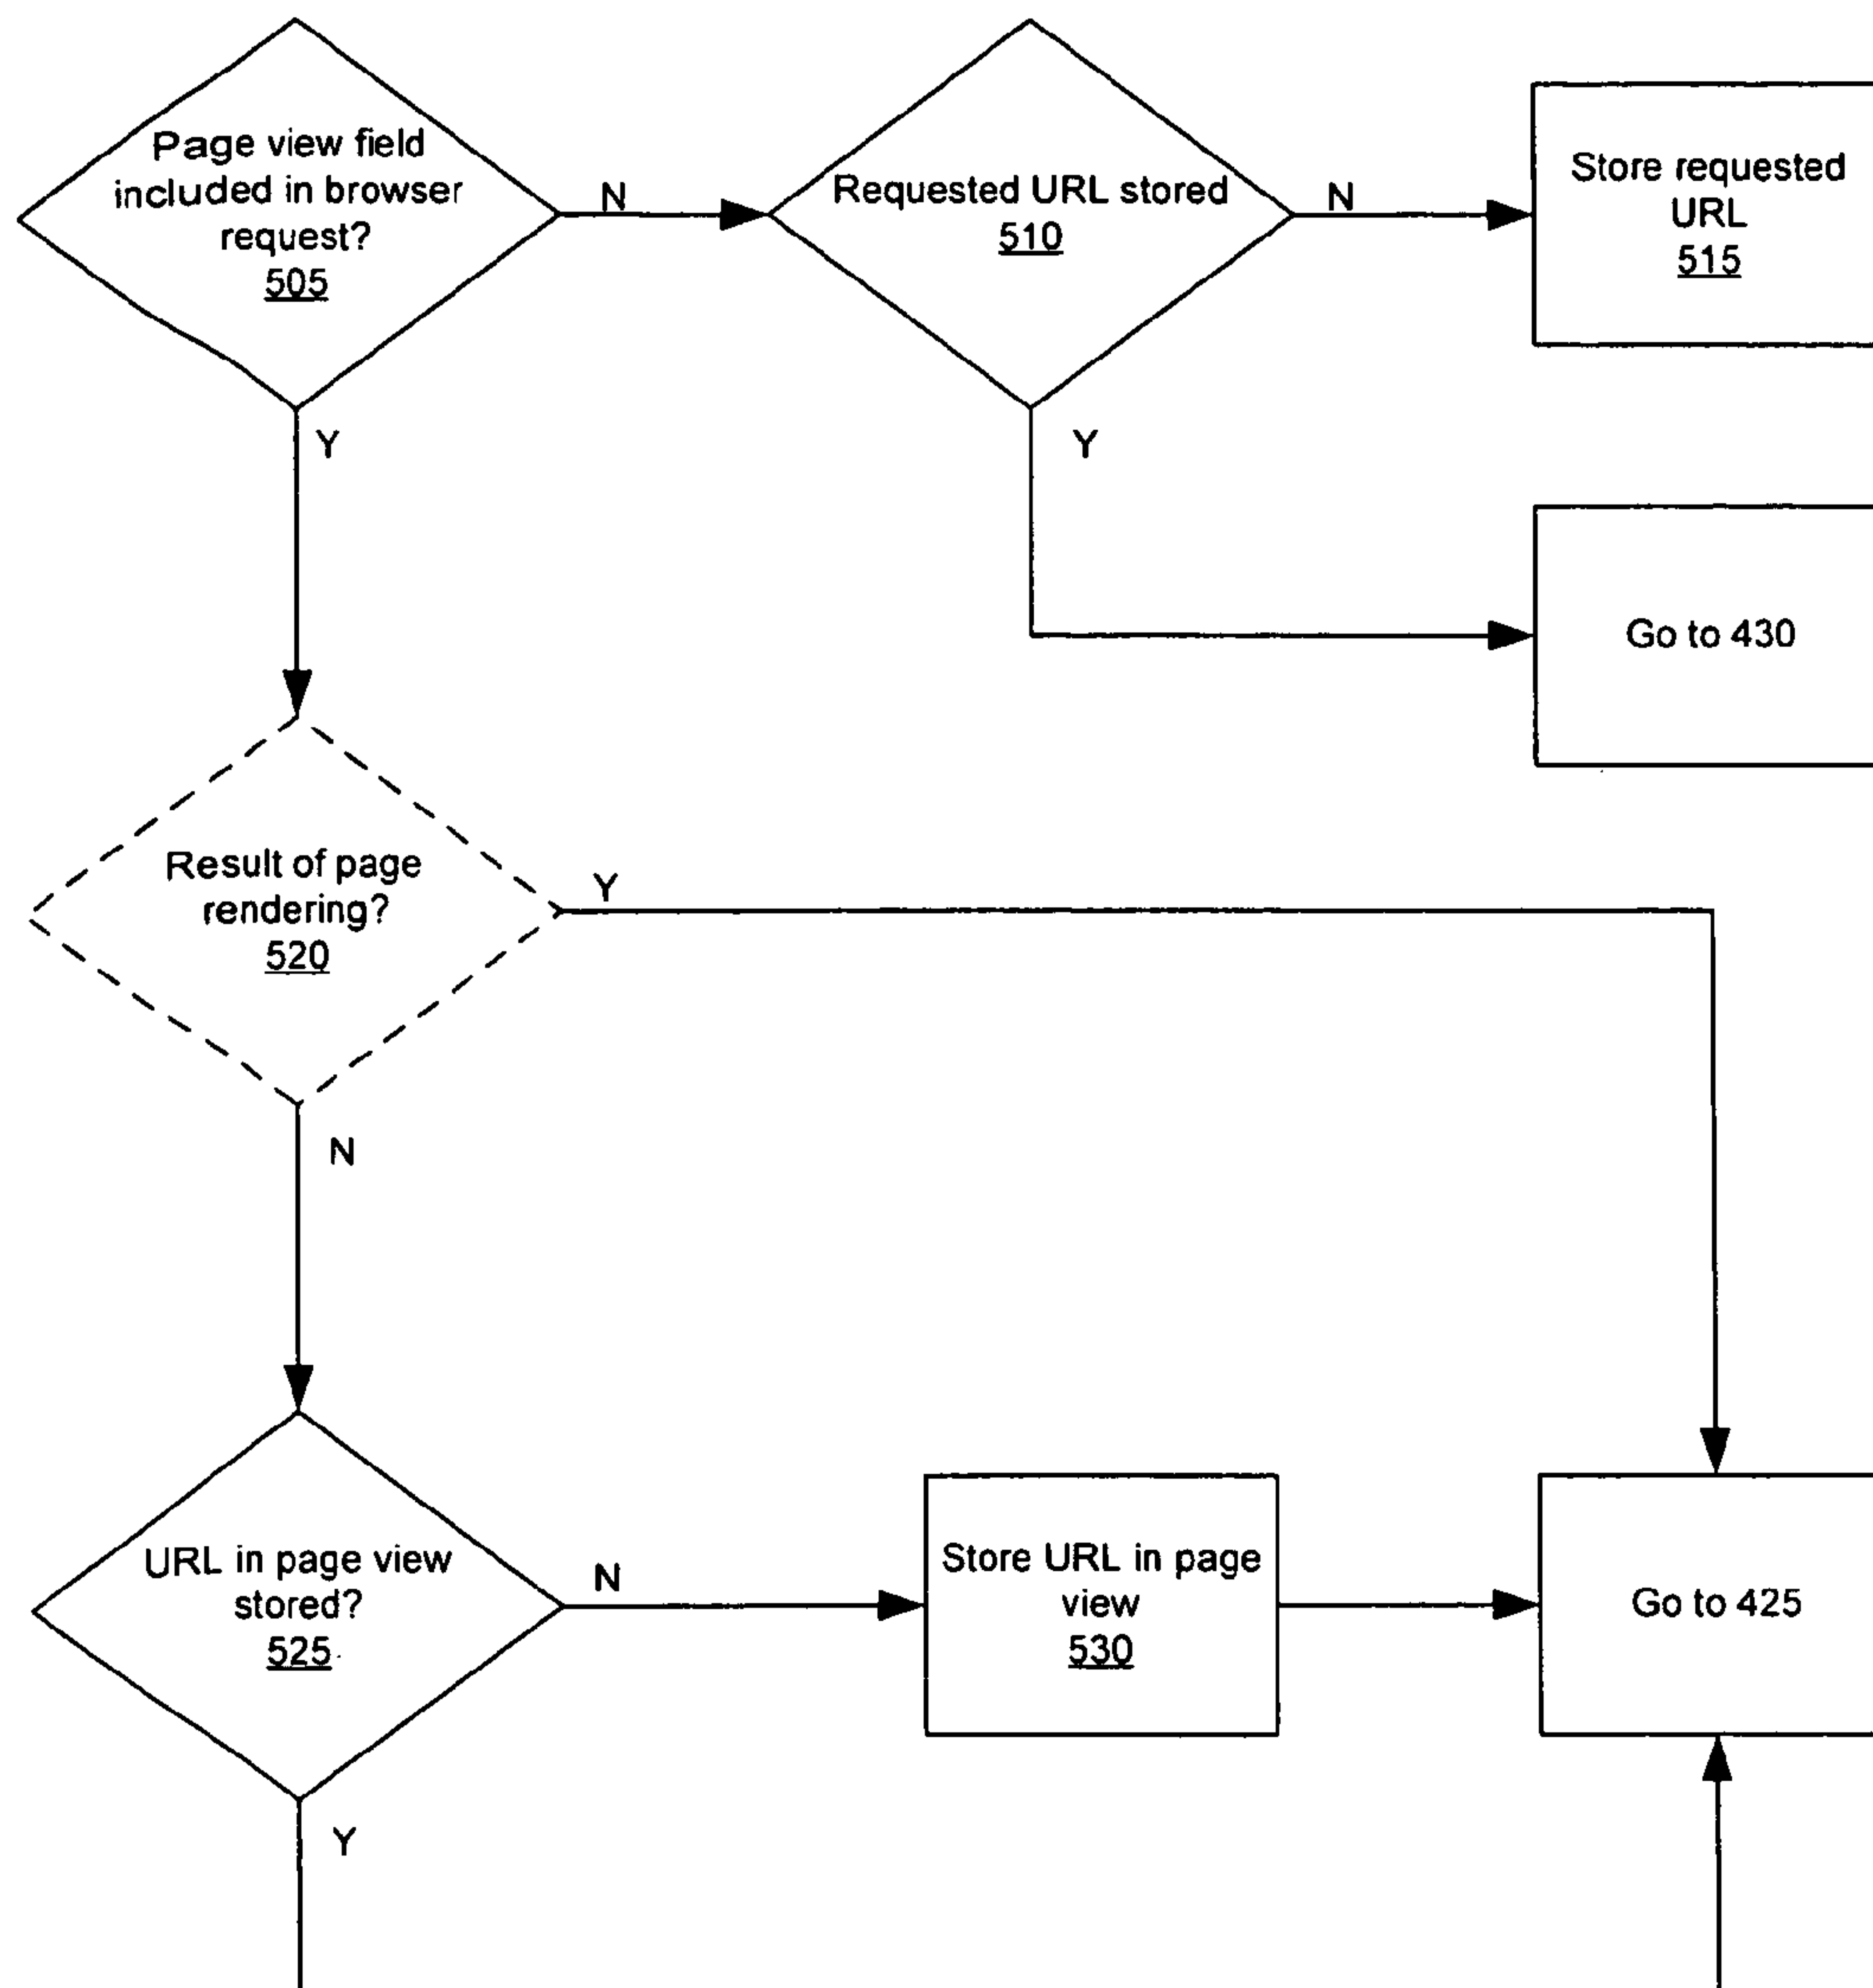 Page view field
included in browser
request?
505
N
Requested URL stored
510
N
Store requested
URL
515
Y
Y
Go to 430
Result of page
rendering?
520
Y
N
URL in page view
stored?
525
N
Store URL in page
view
530
Go to 425
Y